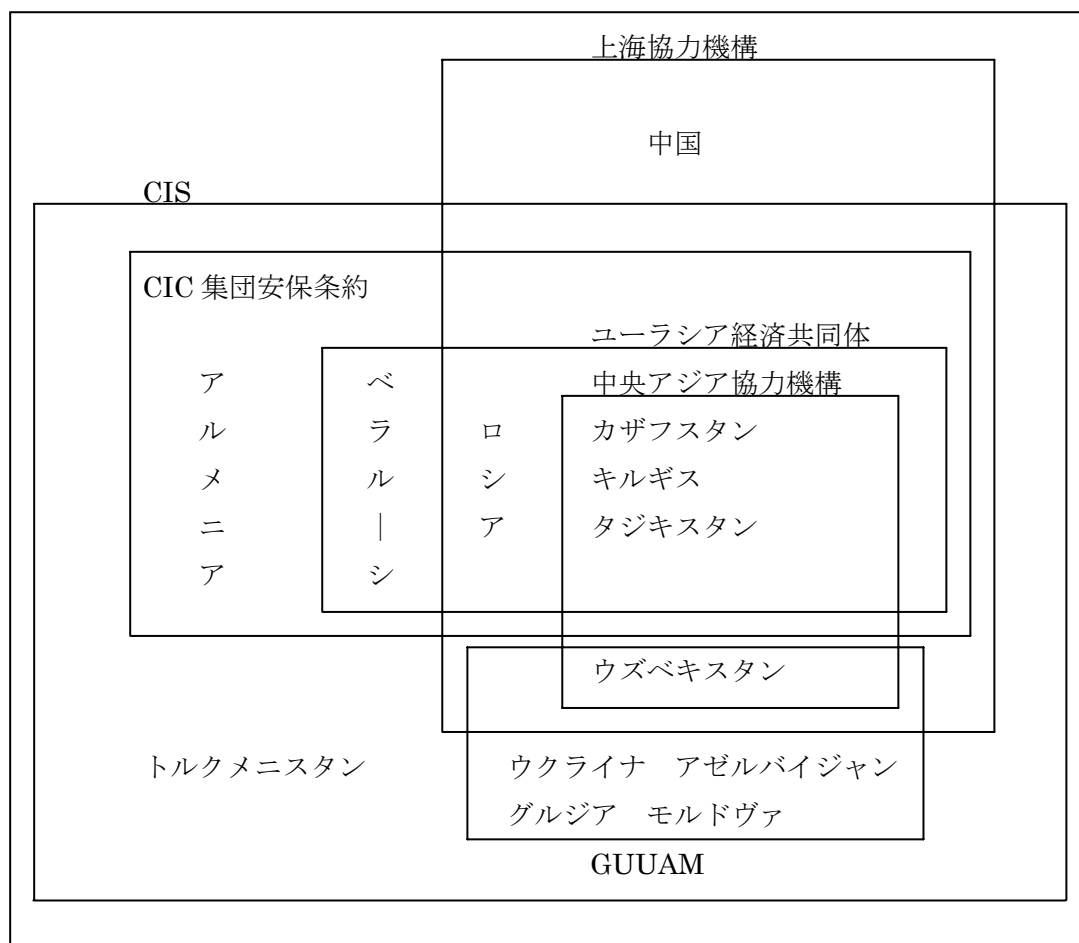 上海協力機構
中国
CIS
CIC 集団安保条約
ユーラシア経済共同体
中央アジア協力機構
アルメニア
ベラル｜シ
ロシア
カザフスタン
キルギス
タジキスタン
ウズベキスタン
トルクメニスタン
ウクライナ　アゼルバイジャン
グルジア　モルドヴァ
GUUAM